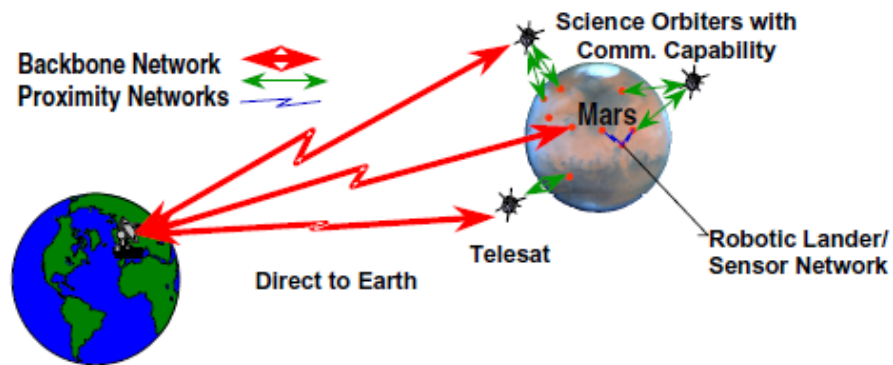 Science Orbiters with
Comm. Capability
Backbone Network
Proximity Networks
Mars
Telesat
Robotic Lander/
Sensor Network
Direct to Earth